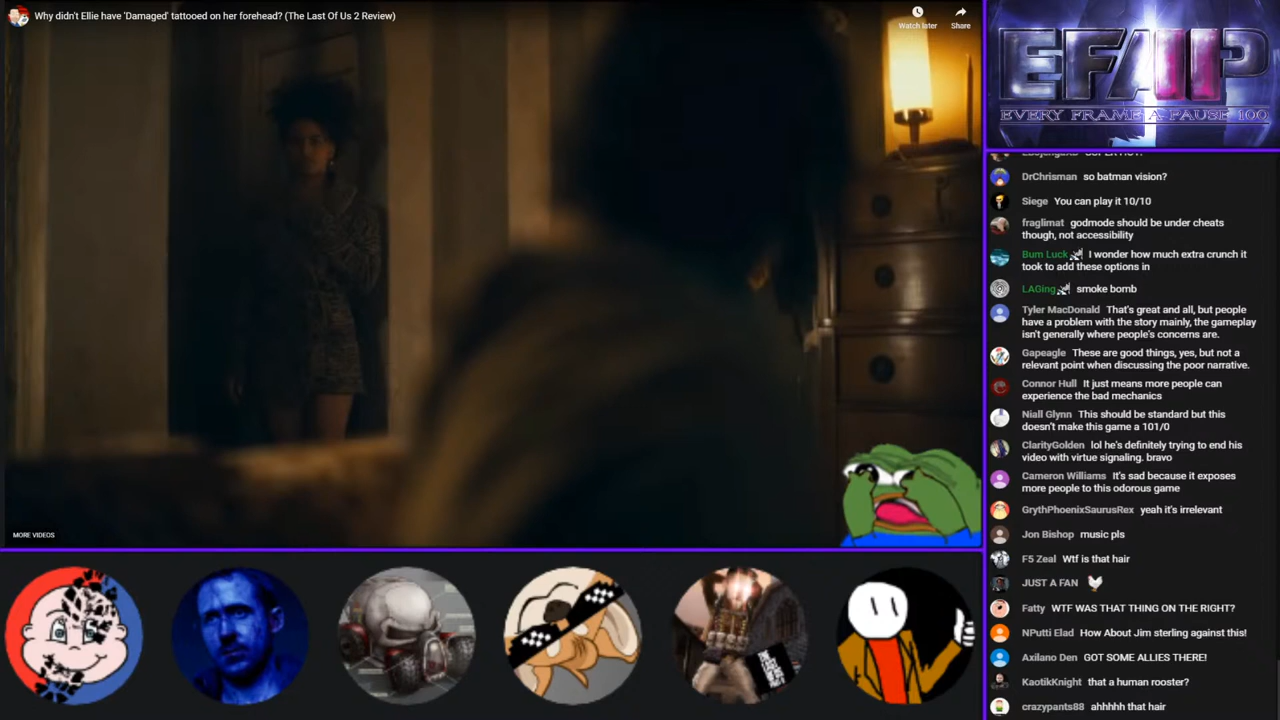 Why didn't Ellie have 'Damaged' tattooed on her forehead? (The Last Of Us 2 Review)
Watch later
Share
MORE VIDEOS
EFAP
EVERY FRAME A PAUSE 100
DrChrisman so batman vision?
Siege You can play it 10/10
fraglimat godmode should be under cheats
though, not accessibility
Bum Luck I wonder how much extra crunch it
took to add these options in
LAGing smoke bomb
Tyler MacDonald That's great and all, but people
have a problem with the story mainly, the gameplay
isn't generally where people's concerns are.
Gapeagle These are good things, yes, but not a
relevant point when discussing the poor narrative.
Connor Hull It just means more people can
experience the bad mechanics
Niall Glynn This should be standard but this
doesn't make this game a 101/0
ClarityGolden lol he's definitely trying to end his
video with virtue signaling. bravo
Cameron Williams It's sad because it exposes
more people to this odorous game
GrythPhoenixSaurusRex yeah it's irrelevant
Jon Bishop music pls
F5 Zeal Wtf is that hair
JUST A FAN
Fatty WTF WAS THAT THING ON THE RIGHT?
NPutti Elad How About Jim sterling against this!
Axilano Den GOT SOME ALLIES THERE!
KaotikKnight that a human rooster?
crazypants88 ahhhhh that hair